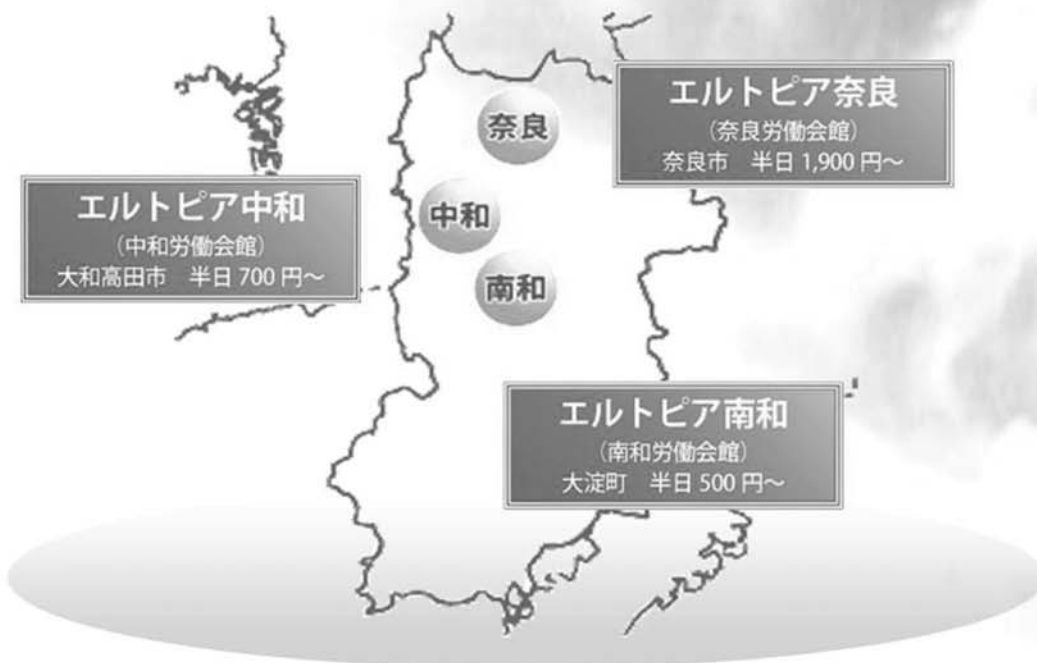 エルトピア奈良
(奈良労働会館)
奈良市 半日 1,900 円～
奈良
エルトピア中和
(中和労働会館)
大和高田市 半日 700 円～
中和
南和
エルトピア南和
(南和労働会館)
大淀町 半日 500 円～